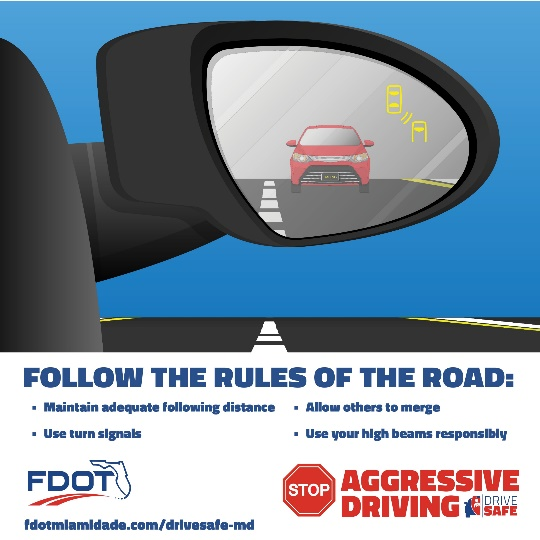 FOLLOW THE RULES OF THE ROAD:
▪ Maintain adequate following distance
▪ Allow others to merge
▪ Use turn signals
▪ Use your high beams responsibly
FDOT
fdotmiamidade.com/drivesafe-md
STOP
AGGRESSIVE
DRIVING
DRIVE
SAFE